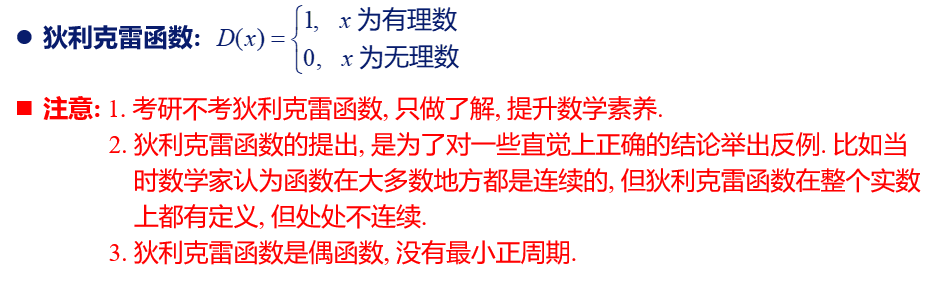 ● 狄利克雷函数: D(x) = { 1, x 为有理数
0, x 为无理数
■ 注意: 1. 考研不考狄利克雷函数, 只做了解, 提升数学素养.
2. 狄利克雷函数的提出, 是为了对一些直觉上正确的结论举出反例. 比如当
时数学家认为函数在大多数地方都是连续的, 但狄利克雷函数在整个实数
上都有定义, 但处处不连续.
3. 狄利克雷函数是偶函数, 没有最小正周期.